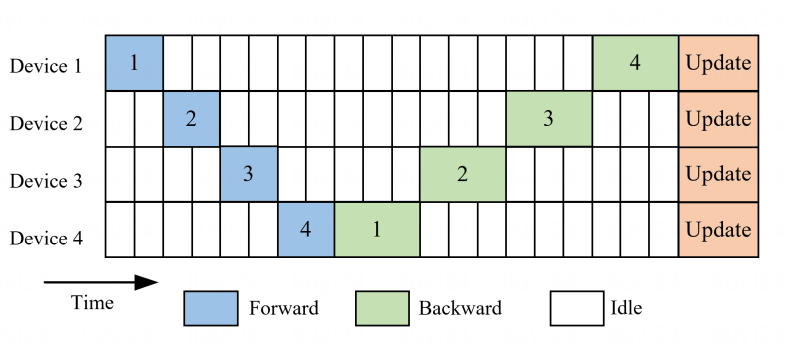 Device 1 1 4 Update
Device 2 2 3 Update
Device 3 3 2 Update
Device 4 4 1 Update
Time Forward Backward Idle